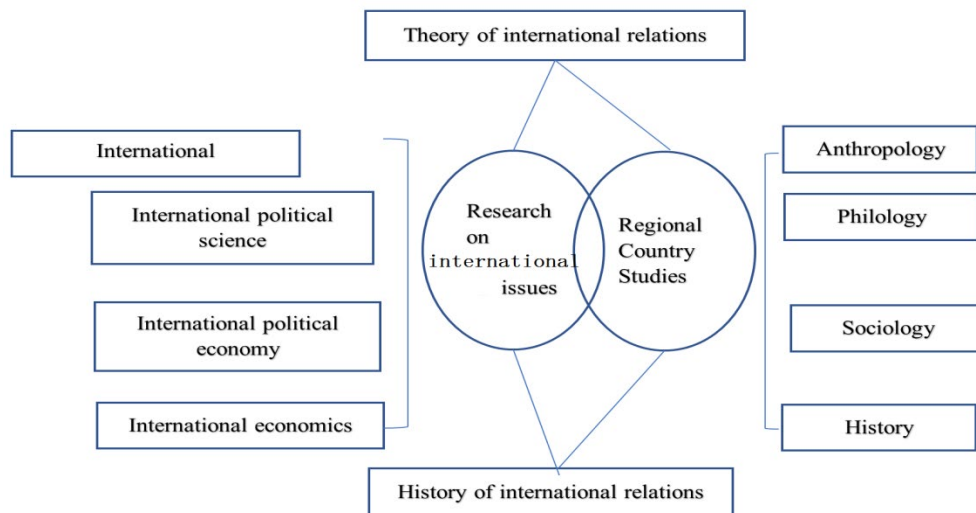 Theory of international relations
International
International political
science
International political
economy
International economics
Research
on
international
issues
Regional
Country
Studies
Anthropology
Philology
Sociology
History
History of international relations